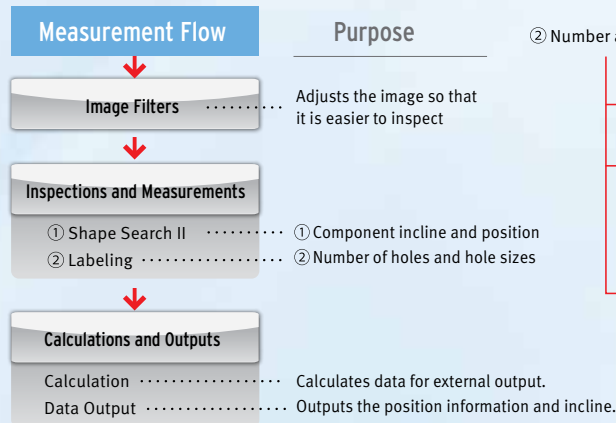 Measurement Flow
Purpose
② Number
Image Filters ·········· Adjusts the image so that
it is easier to inspect
Inspections and Measurements
① Shape Search II ·········· ① Component incline and position
② Labeling ·················· ② Number of holes and hole sizes
Calculations and Outputs
Calculation ·················· Calculates data for external output.
Data Output ·················· Outputs the position information and incline.